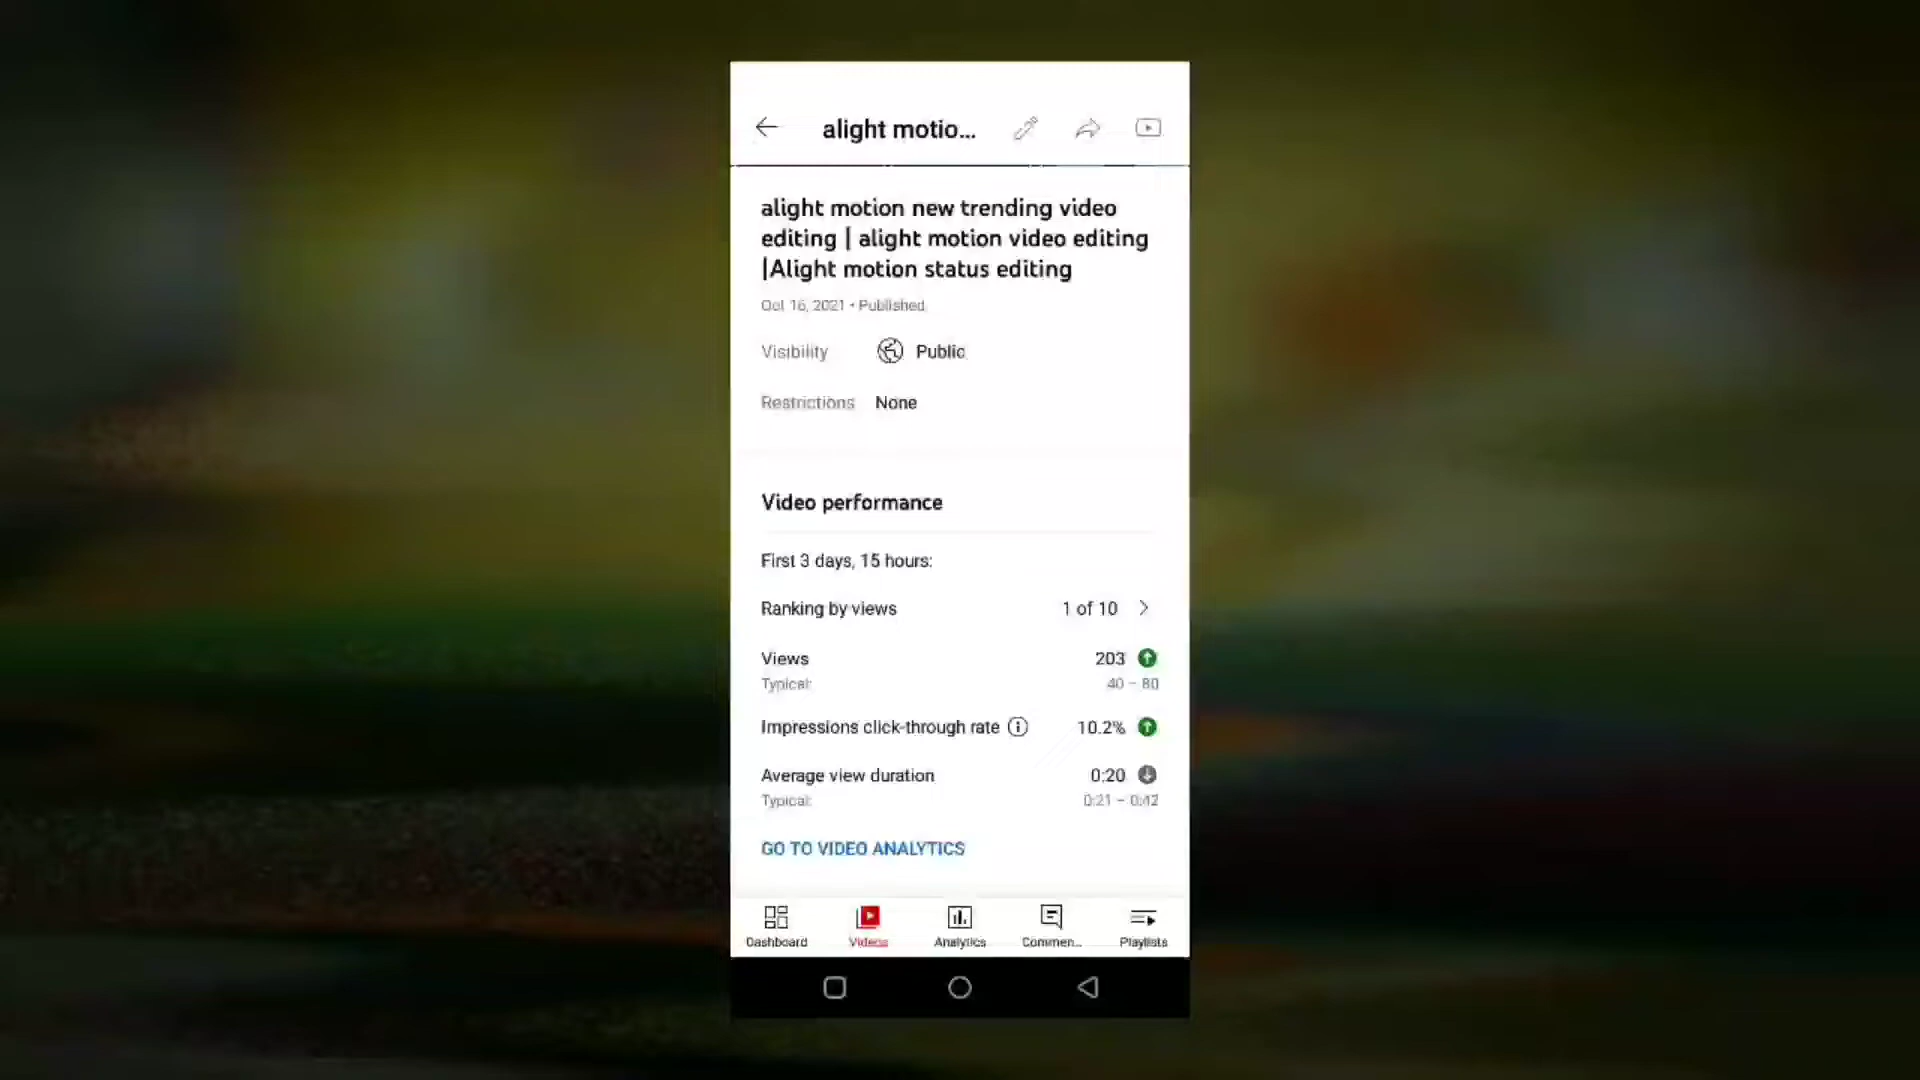 alight motio...
alight motion new trending video
editing | alight motion video editing
|Alight motion status editing
Oct 16, 2021 • Published
Visibility Public
Restrictions None
Video performance
First 3 days, 15 hours:
Ranking by views 1 of 10
Views 203
Typical: 40 – 80
Impressions click-through rate 10.2%
Average view duration 0:20
Typical: 0:21 – 0:42
GO TO VIDEO ANALYTICS
Dashboard Videos Analytics Commen... Playlists